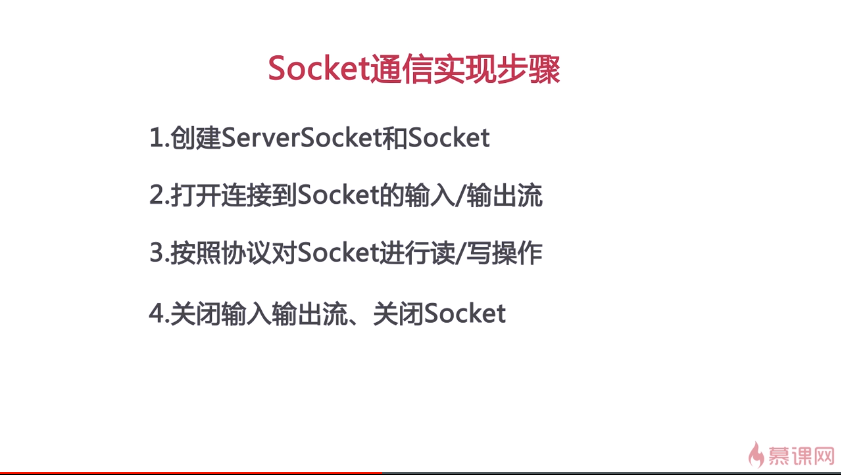 Socket通信实现步骤
1.创建ServerSocket和Socket
2.打开连接到Socket的输入/输出流
3.按照协议对Socket进行读/写操作
4.关闭输入输出流、关闭Socket
慕课网